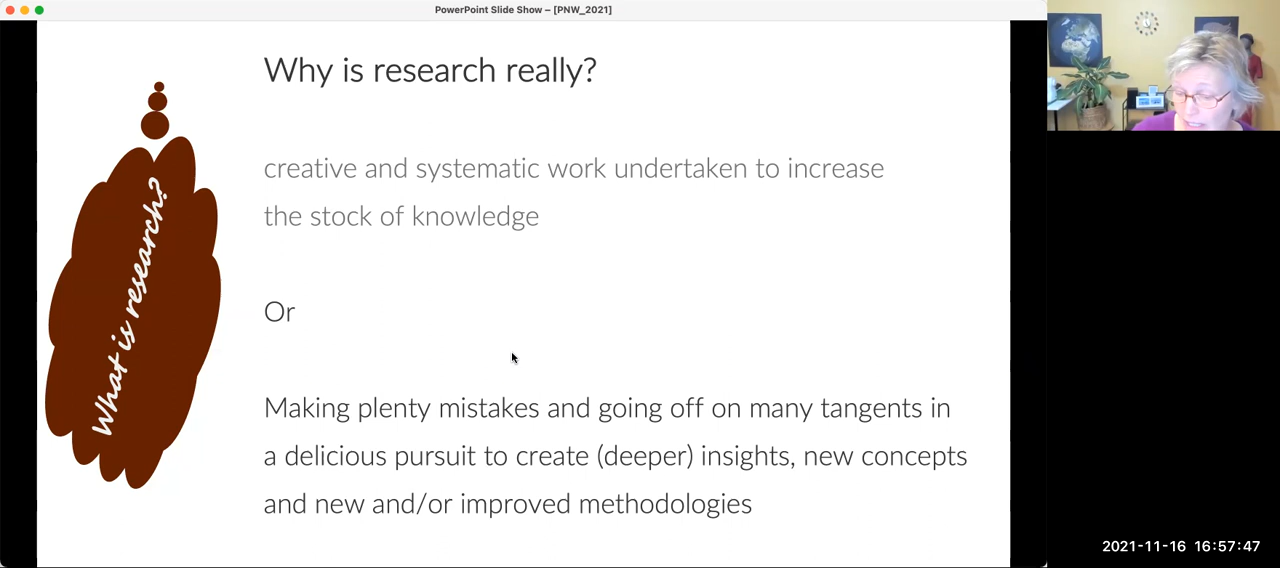 PowerPoint Slide Show – [PNW_2021]
Why is research really?
What is research?
creative and systematic work undertaken to increase
the stock of knowledge
Or
Making plenty mistakes and going off on many tangents in
a delicious pursuit to create (deeper) insights, new concepts
and new and/or improved methodologies
2021-11-16 16:57:47